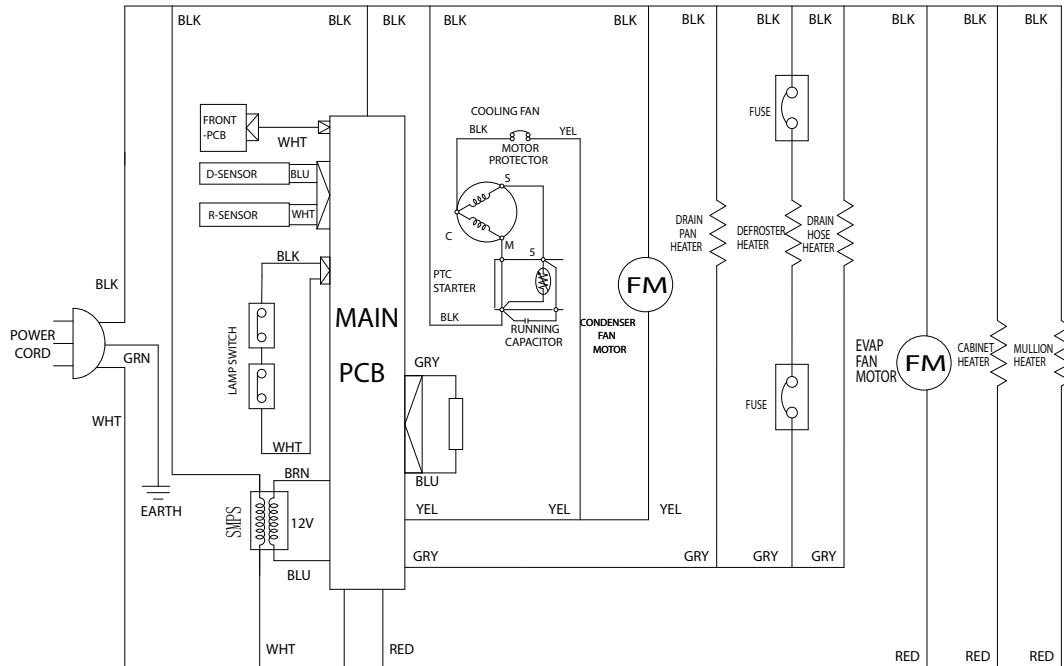 BLK
BLK
BLK
BLK
BLK
BLK
BLK
BLK
BLK
BLK
BLK
FRONT
-PCB
WHT
COOLING FAN
BLK
YEL
MOTOR
PROTECTOR
FUSE
D-SENSOR
BLU
R-SENSOR
WHT
S
C
M
5
DRAIN
PAN
HEATER
DEFROSTER
HEATER
DRAIN
HOSE
HEATER
BLK
PTC
STARTER
FM
BLK
BLK
RUNNING
CAPACITOR
CONDENSER
FAN
MOTOR
MAIN
PCB
POWER
CORD
GRN
LAMP SWITCH
GRY
EVAP
FAN
MOTOR
FM
CABINET
HEATER
MULLION
HEATER
FUSE
WHT
WHT
BRN
BLU
EARTH
SMPS
12V
YEL
YEL
YEL
GRY
GRY
GRY
GRY
BLU
WHT
RED
RED
RED
RED